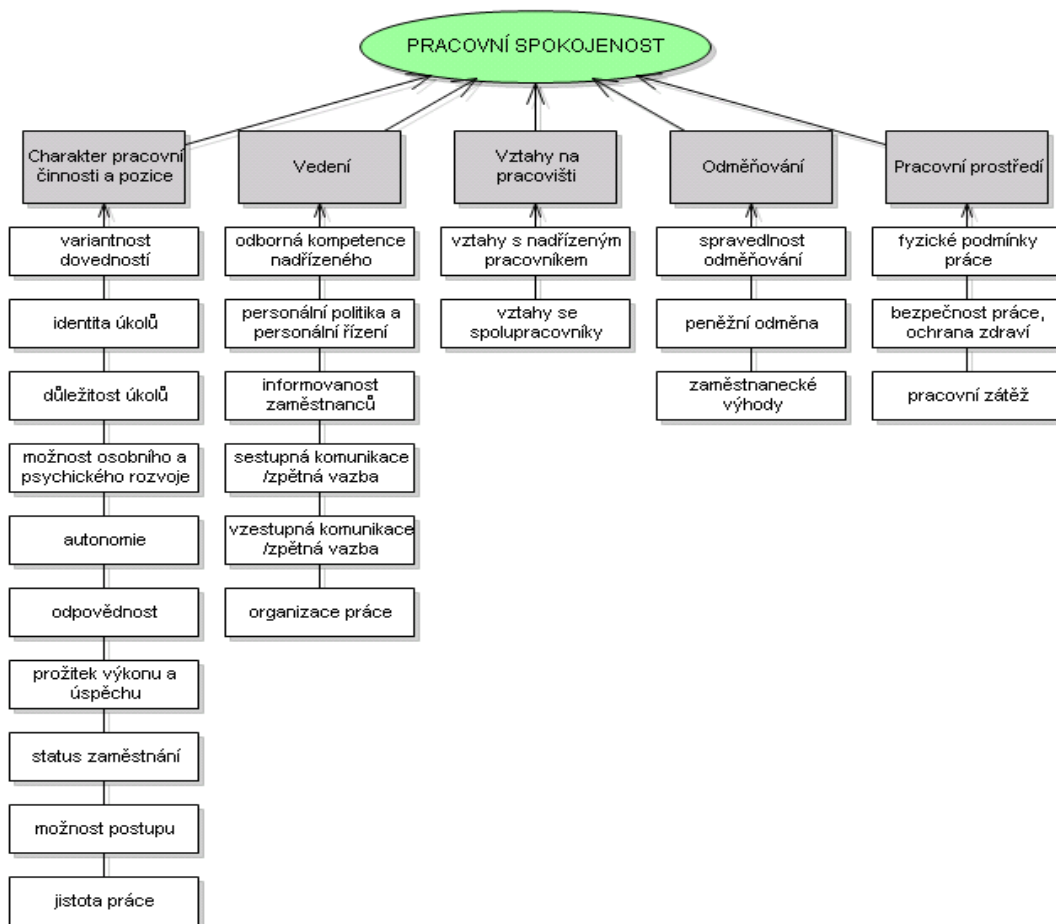 PRACOVNÍ SPOKOJENOST
Charakter pracovní
činnosti a pozice
variantnost
dovedností
identita úkolů
důležitost úkolů
možnost osobního a
psychického rozvoje
autonomie
odpovědnost
prožitek výkonu a
úspěchu
status zaměstnání
možnost postupu
jistota práce
Vedení
odborná kompetence
nadřízeného
personální politika a
personální řízení
informovanost
zaměstnanců
sestupná komunikace
/zpětná vazba
vzestupná komunikace
/zpětná vazba
organizace práce
Vztahy na
pracovišti
vztahy s nadřízeným
pracovníkem
vztahy se
spolupracovníky
Odměňování
spravedlnost
odměňování
peněžní odměna
zaměstnanecké
výhody
Pracovní prostředí
fyzické podmínky
práce
bezpečnost práce,
ochrana zdraví
pracovní zátěž